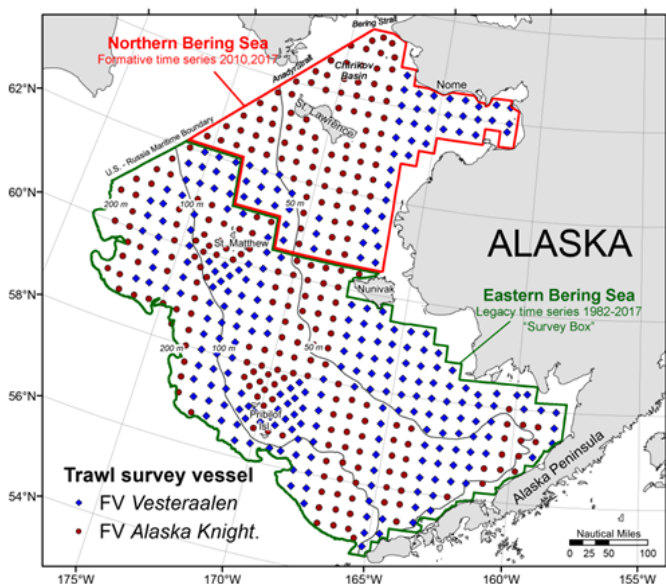 Bering Strait
Northern Bering Sea
Formative time series 2010,2017
Anadyr Strait
Chirikov
Basin
Nome
62°N
St. Lawrence
U.S. - Russia Maritime Boundary
60°N
200 m
100 m
50 m
St. Matthew
ALASKA
58°N
Nunivak
Eastern Bering Sea
Legacy time series 1982-2017
"Survey Box"
200 m
100 m
50 m
56°N
Pribilof
Isl.
Trawl survey vessel
FV Vesteraalen
FV Alaska Knight.
Alaska Peninsula
54°N
Nautical Miles
0 25 50 100
175°W
170°W
165°W
160°W
155°W